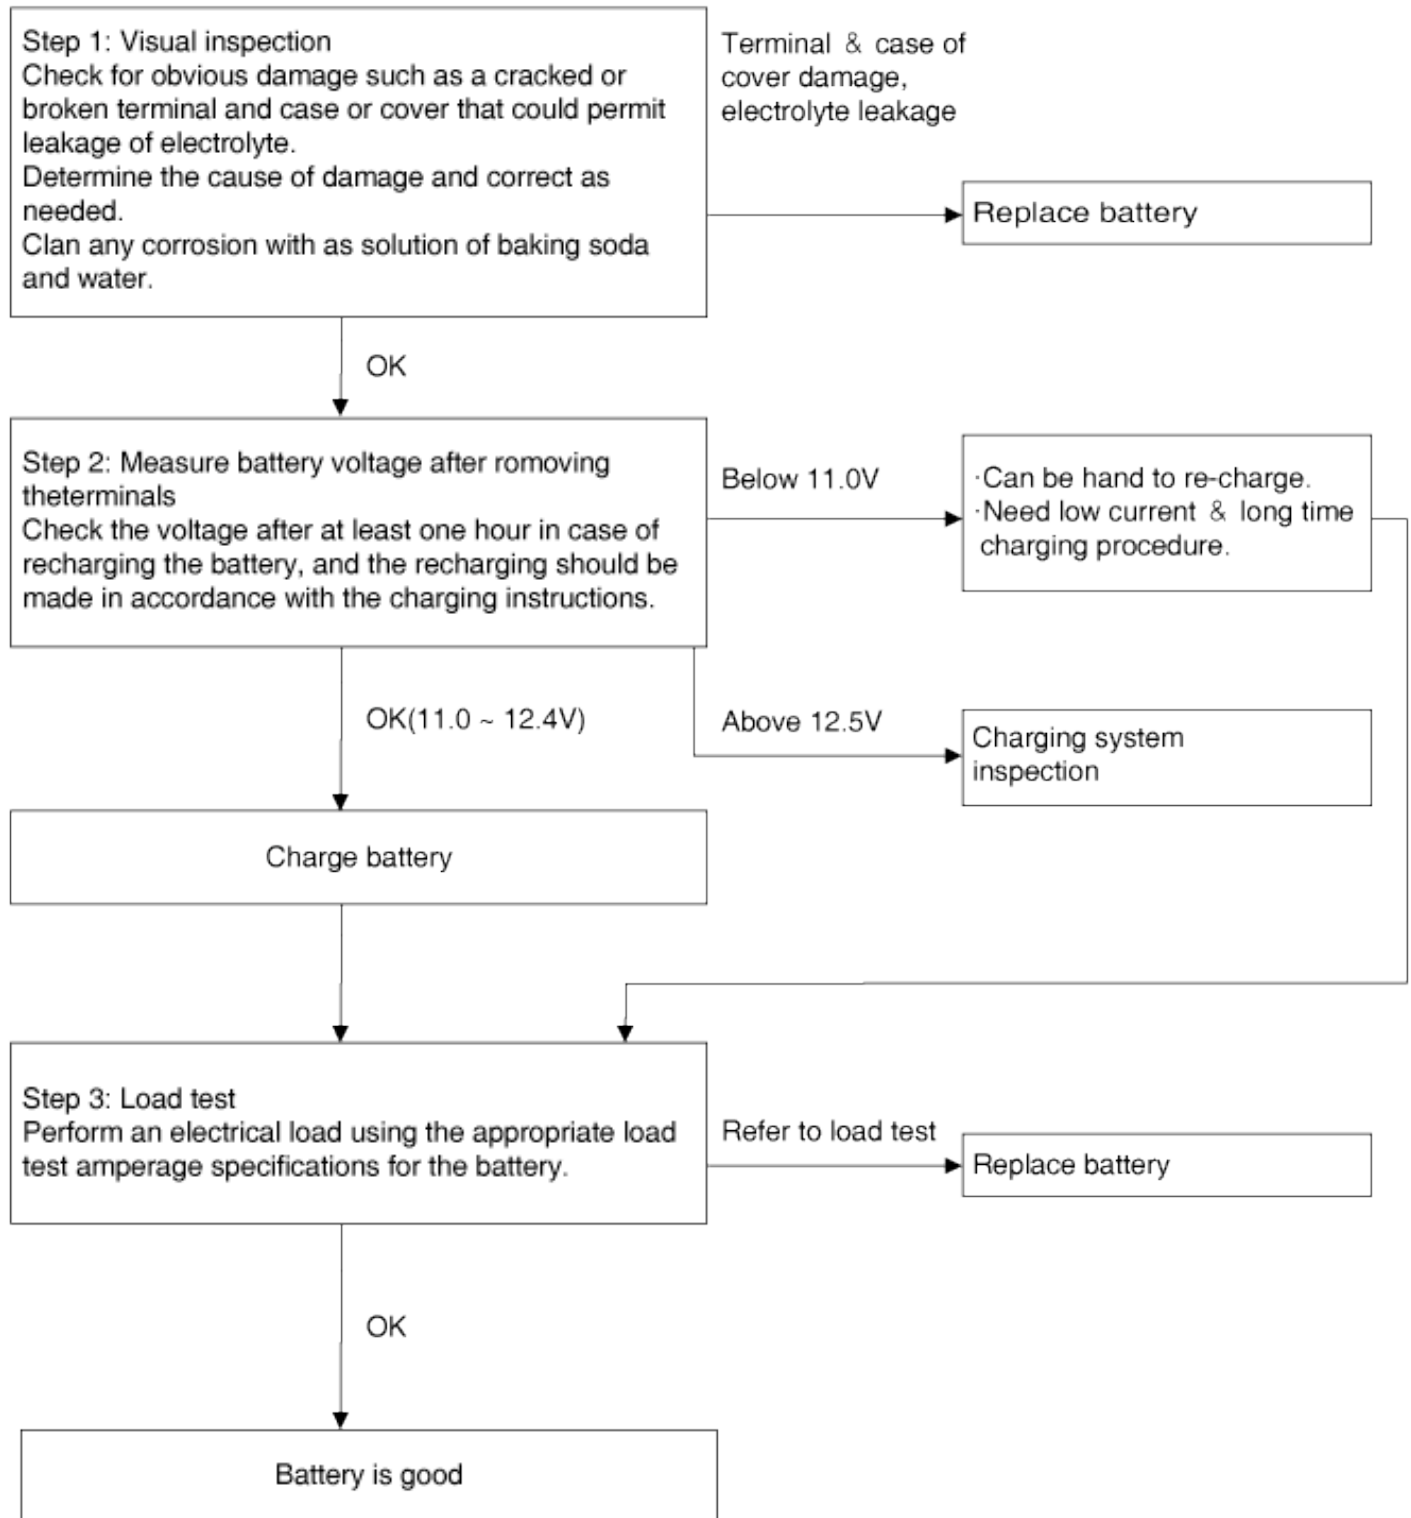 Step 1: Visual inspection
Check for obvious damage such as a cracked or
broken terminal and case or cover that could permit
leakage of electrolyte.
Determine the cause of damage and correct as
needed.
Clan any corrosion with as solution of baking soda
and water.
Terminal & case of
cover damage,
electrolyte leakage
Replace battery
OK
Step 2: Measure battery voltage after romoving
theterminals
Check the voltage after at least one hour in case of
recharging the battery, and the recharging should be
made in accordance with the charging instructions.
Below 11.0V
·Can be hand to re-charge.
·Need low current & long time
charging procedure.
OK(11.0 ~ 12.4V)
Above 12.5V
Charging system
inspection
Charge battery
Step 3: Load test
Perform an electrical load using the appropriate load
test amperage specifications for the battery.
Refer to load test
Replace battery
OK
Battery is good